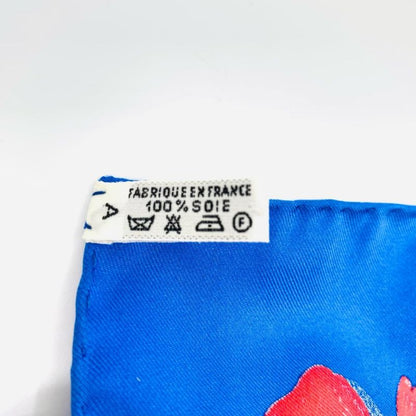 FABRIQUE EN FRANCE
100% SOIE
A
F